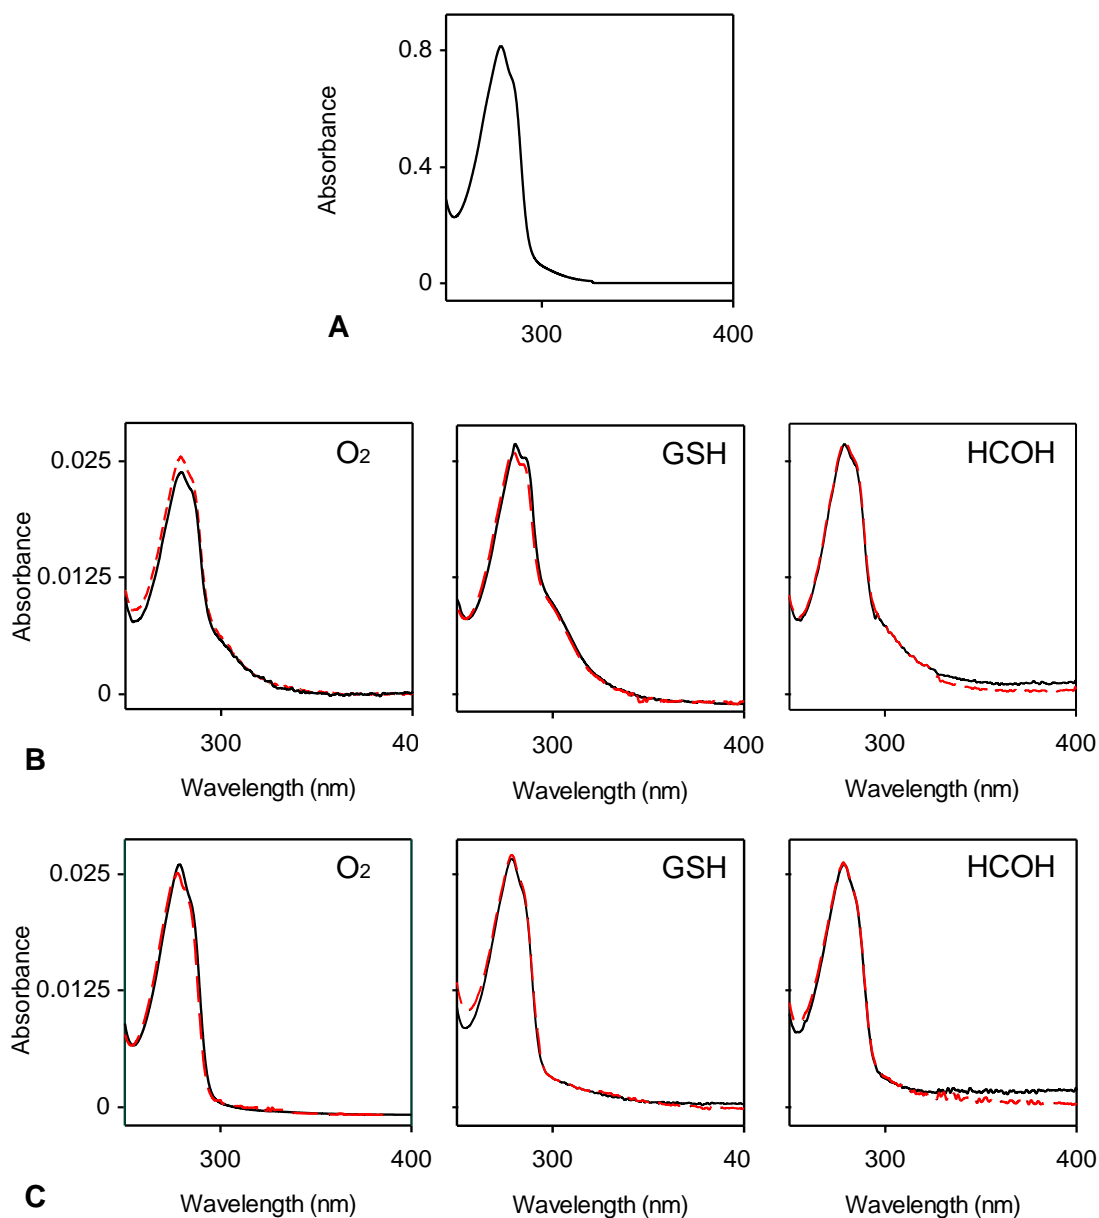 Absorbance
0.8
0.4
0
300 400
A
O2 GSH HCOH
Absorbance
0.025
0.0125
0
300 40 300 400 300 400
B
Wavelength (nm) Wavelength (nm) Wavelength (nm)
O2 GSH HCOH
Absorbance
0.025
0.0125
0
300 400 300 40 300 400
C
Wavelength (nm) Wavelength (nm) Wavelength (nm)